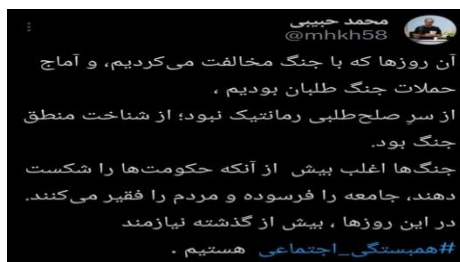 محمد حبیبی
@mhkh58
آن روزها که با جنگ مخالفت می‌کردیم، و آماج
حملات جنگ طلبان بودیم ،
از سرِ صلح‌طلبی رمانتیک نبود؛ از شناخت منطق
جنگ بود.
جنگ‌ها اغلب بیش از آنکه حکومت‌ها را شکست
دهند، جامعه را فرسوده و مردم را فقیر می‌کنند.
در این روزها ، بیش از گذشته نیازمند
#همبستگی_اجتماعی هستیم .